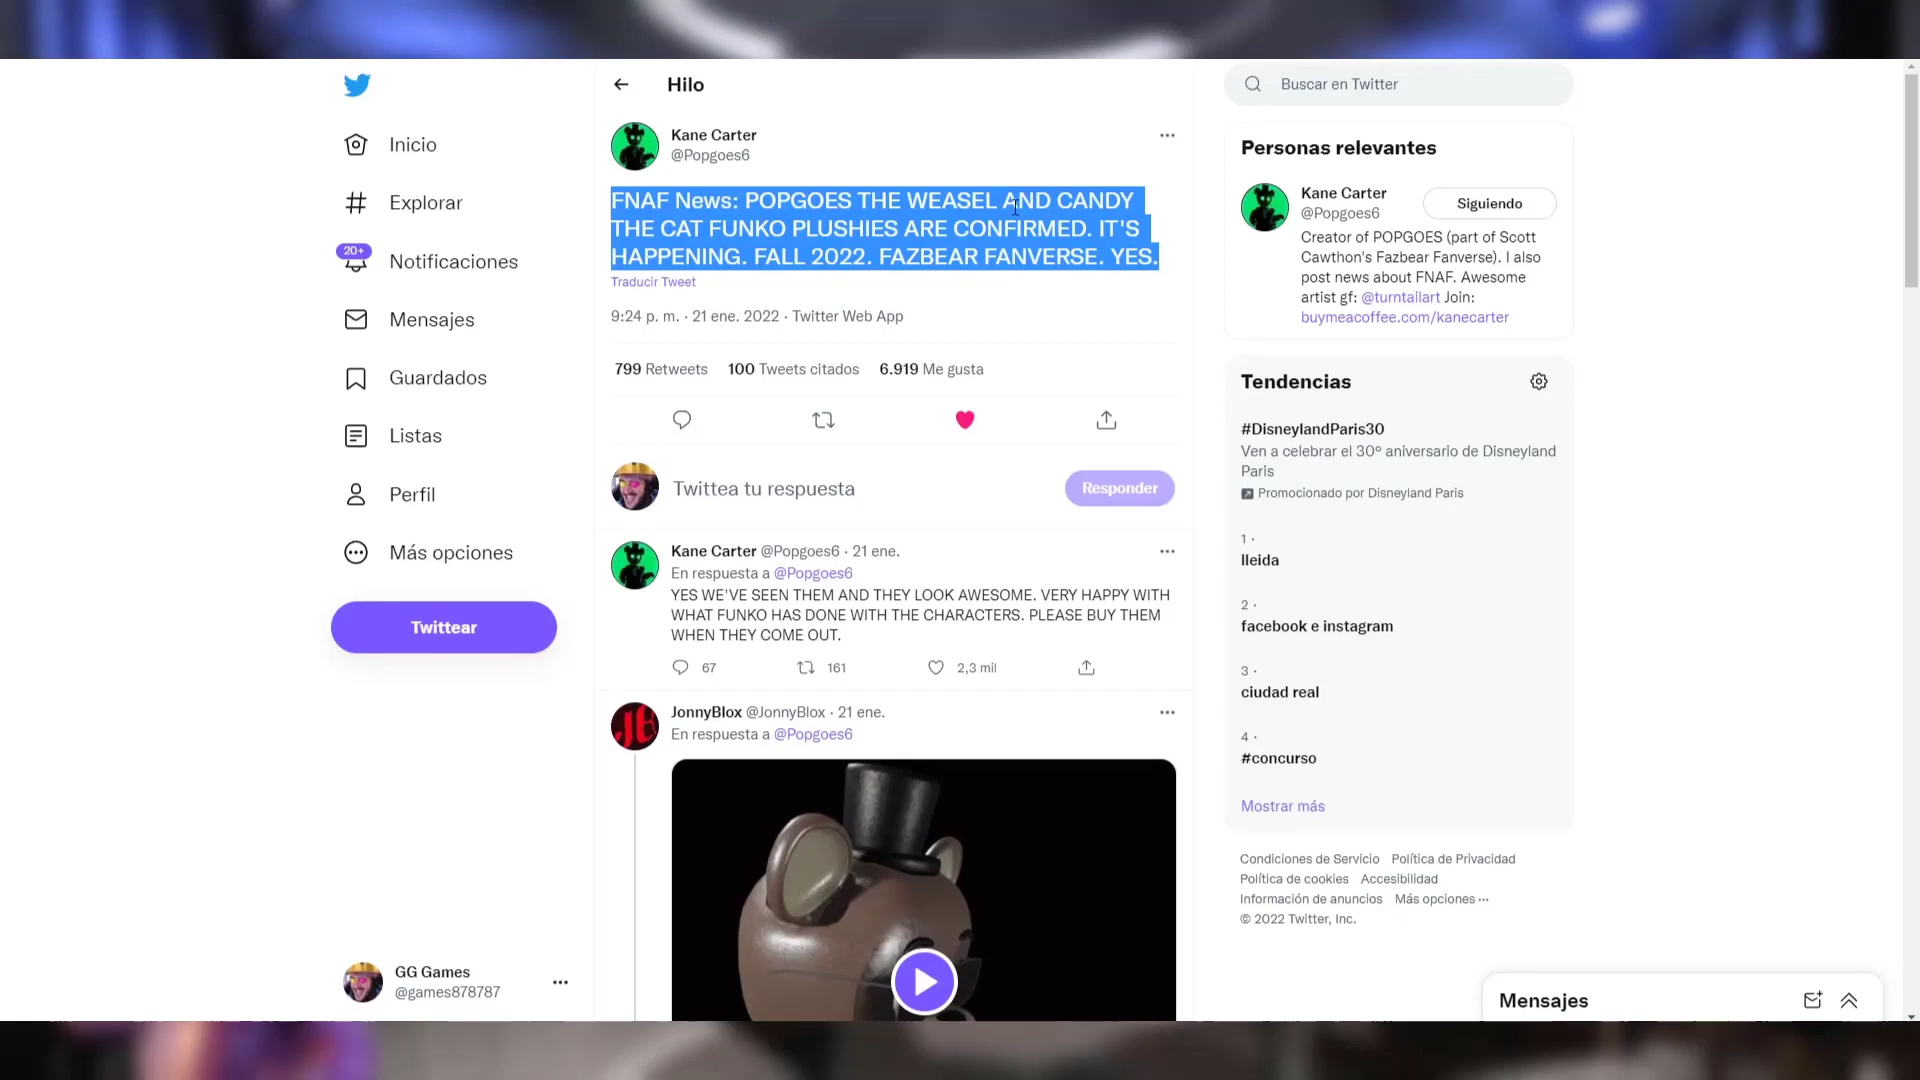 Hilo
Buscar en Twitter
Inicio
Explorar
20+
Notificaciones
Mensajes
Guardados
Listas
Perfil
Más opciones
Twittear
GG Games
@games878787
Kane Carter
@Popgoes6
FNAF News: POPGOES THE WEASEL AND CANDY
THE CAT FUNKO PLUSHIES ARE CONFIRMED. IT'S
HAPPENING. FALL 2022. FAZBEAR FANVERSE. YES.
Traducir Tweet
9:24 p. m. · 21 ene. 2022 · Twitter Web App
799 Retweets 100 Tweets citados 6.919 Me gusta
Twittea tu respuesta
Responder
Kane Carter @Popgoes6 · 21 ene.
En respuesta a @Popgoes6
YES WE'VE SEEN THEM AND THEY LOOK AWESOME. VERY HAPPY WITH
WHAT FUNKO HAS DONE WITH THE CHARACTERS. PLEASE BUY THEM
WHEN THEY COME OUT.
67 161 2,3 mil
JB
JonnyBlox @JonnyBlox · 21 ene.
En respuesta a @Popgoes6
Personas relevantes
Kane Carter
@Popgoes6
Siguiendo
Creator of POPGOES (part of Scott
Cawthon's Fazbear Fanverse). I also
post news about FNAF. Awesome
artist gf: @turntailart Join:
buymeacoffee.com/kanecarter
Tendencias
#DisneylandParis30
Ven a celebrar el 30º aniversario de Disneyland
Paris
Promocionado por Disneyland Paris
1 ·
lleida
2 ·
facebook e instagram
3 ·
ciudad real
4 ·
#concurso
Mostrar más
Condiciones de Servicio Política de Privacidad
Política de cookies Accesibilidad
Información de anuncios Más opciones ···
© 2022 Twitter, Inc.
Mensajes